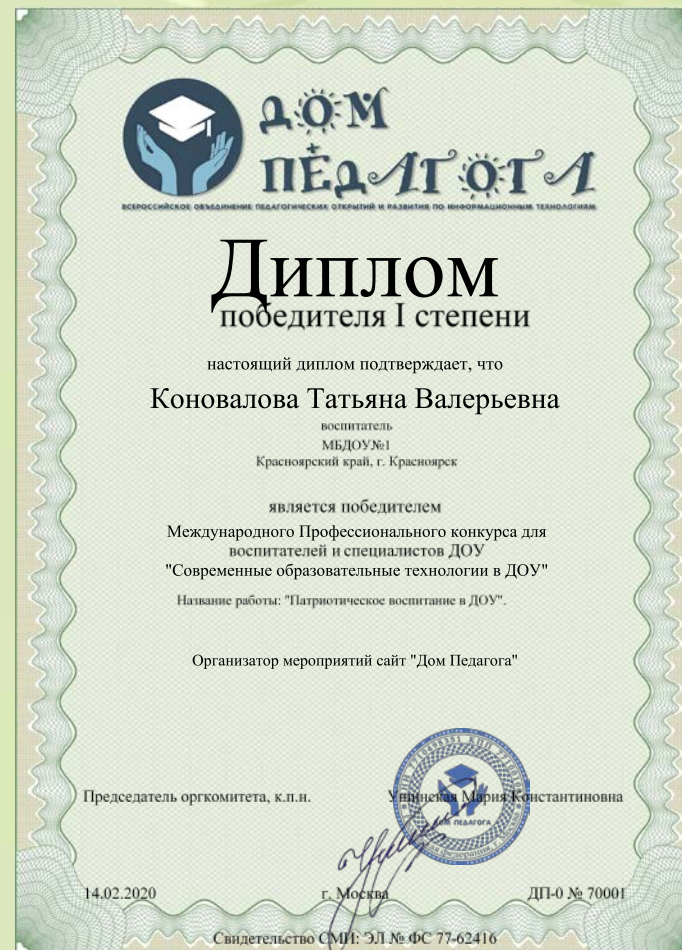 ДОМ
ПЕДАГОГА
ВСЕРОССИЙСКОЕ ОБЪЕДИНЕНИЕ ПЕДАГОГИЧЕСКИХ ОТКРЫТИЙ И РАЗВИТИЯ ПО ИНФОРМАЦИОННЫМ ТЕХНОЛОГИЯМ
Диплом
победителя I степени
настоящий диплом подтверждает, что
Коновалова Татьяна Валерьевна
воспитатель
МБДОУ№1
Красноярский край, г. Красноярск
является победителем
Международного Профессионального конкурса для
воспитателей и специалистов ДОУ
"Современные образовательные технологии в ДОУ"
Название работы: "Патриотическое воспитание в ДОУ".
Организатор мероприятий сайт "Дом Педагога"
Председатель оргкомитета, к.п.н. Ушинская Мария Константиновна
ДОМ ПЕДАГОГА
14.02.2020 г. Москва ДП-0 № 70001
Свидетельство СМИ: ЭЛ № ФС 77-62416